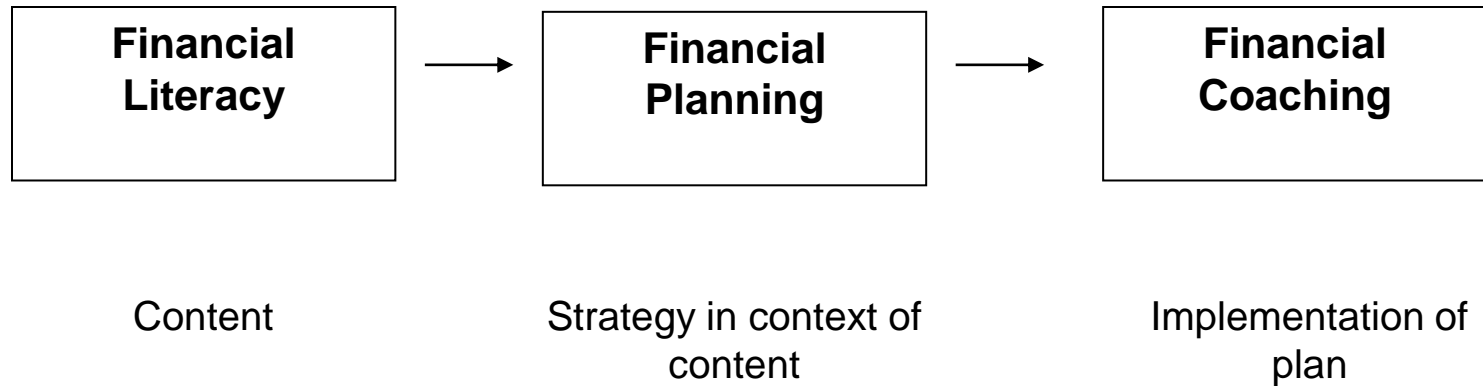 Financial
Literacy
Financial
Planning
Financial
Coaching
Content
Strategy in context of
content
Implementation of
plan